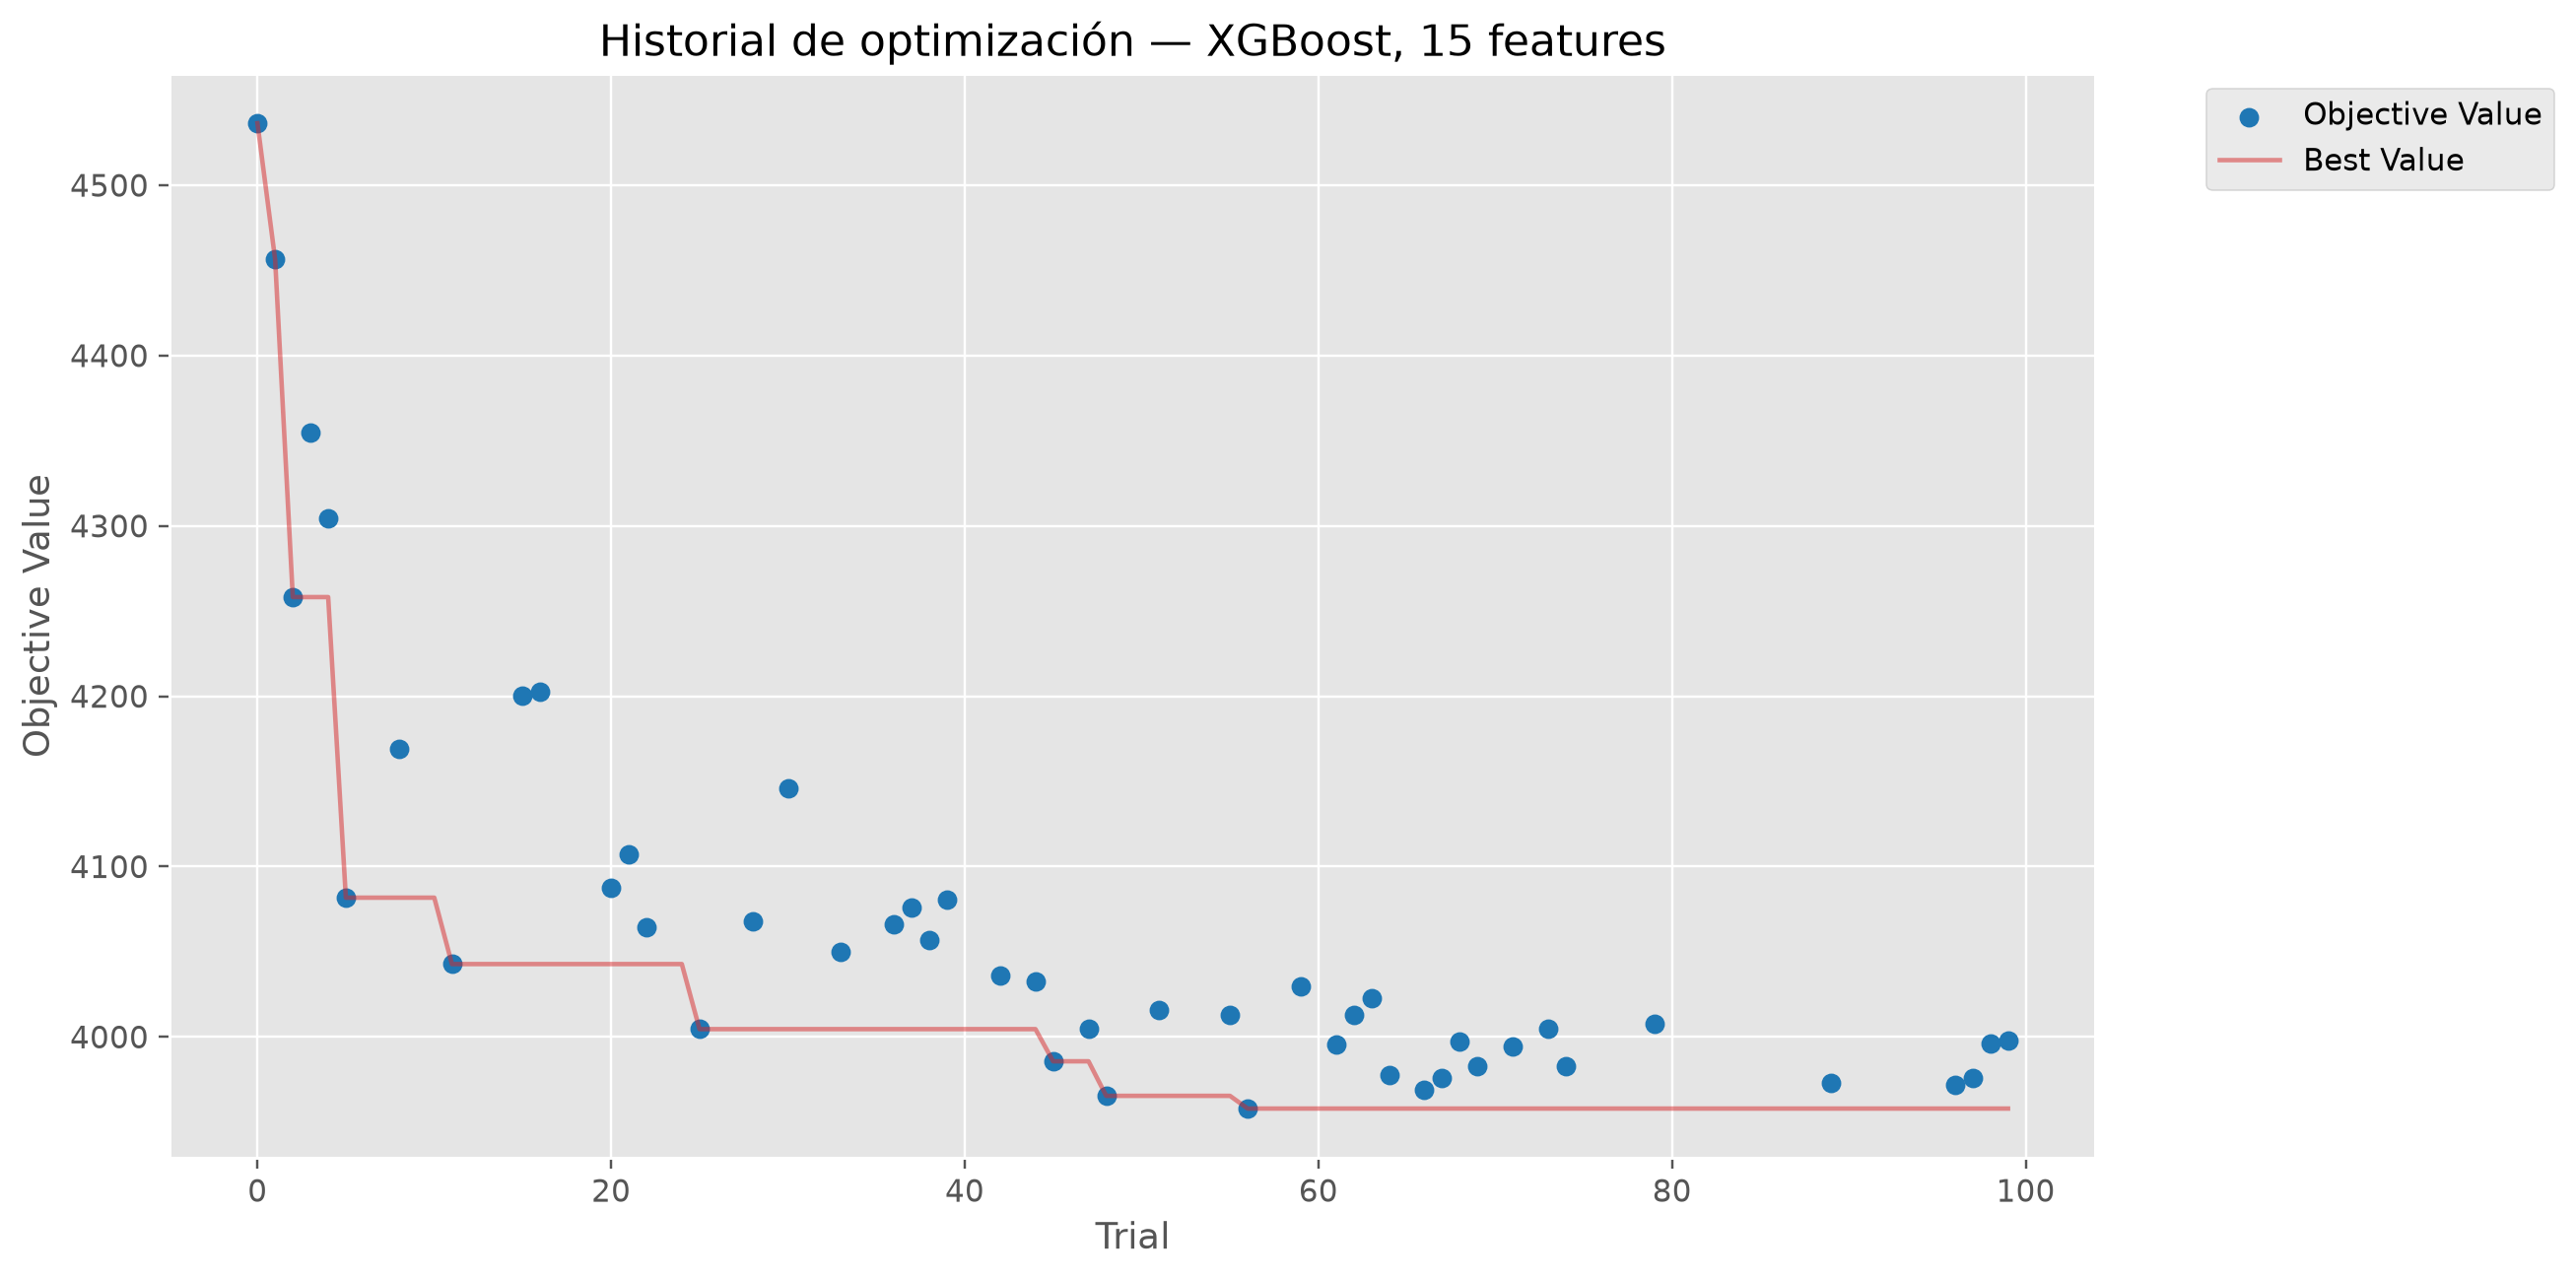 Historial de optimización — XGBoost, 15 features
Objective Value
Best Value
4500
4400
4300
4200
4100
4000
Objective Value
0 20 40 60 80 100
Trial